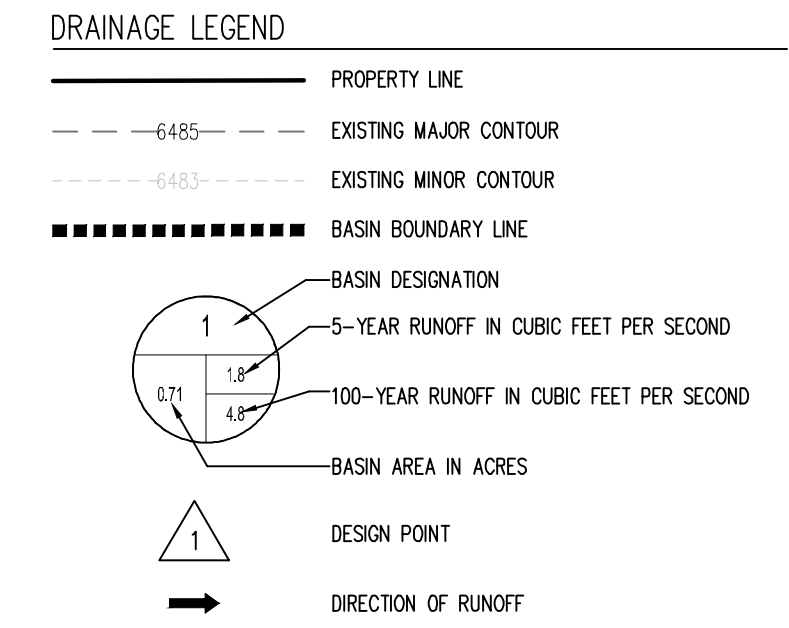 DRAINAGE LEGEND
PROPERTY LINE
6485 EXISTING MAJOR CONTOUR
6483 EXISTING MINOR CONTOUR
BASIN BOUNDARY LINE
BASIN DESIGNATION
1
5-YEAR RUNOFF IN CUBIC FEET PER SECOND
1.8
0.71
100-YEAR RUNOFF IN CUBIC FEET PER SECOND
4.8
BASIN AREA IN ACRES
1 DESIGN POINT
DIRECTION OF RUNOFF